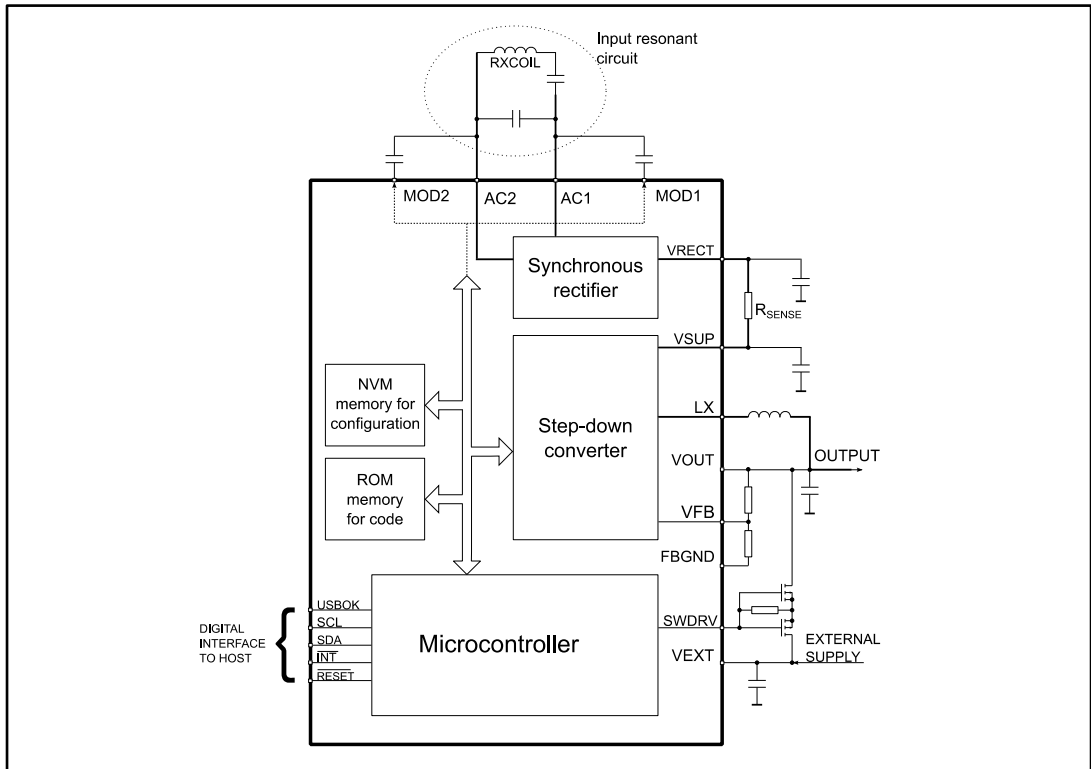 Input resonant
circuit
RXCOIL
MOD2
AC2
AC1
MOD1
Synchronous
rectifier
VRECT
RSENSE
VSUP
NVM
memory for
configuration
Step-down
converter
LX
VOUT
OUTPUT
ROM
memory
for code
VFB
FBGND
DIGITAL
INTERFACE
TO HOST
USBOK
SCL
SDA
INT
RESET
Microcontroller
SWDRV
VEXT
EXTERNAL
SUPPLY